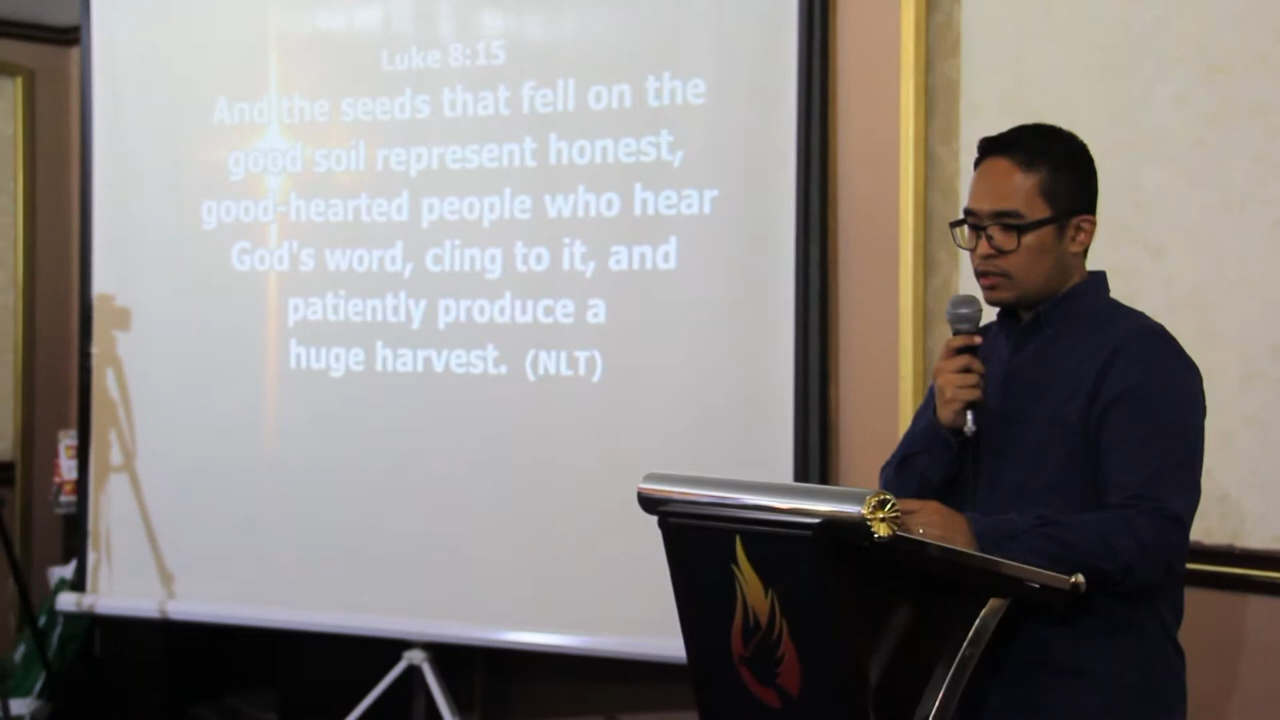 Luke 8:15
And the seeds that fell on the
good soil represent honest,
good-hearted people who hear
God's word, cling to it, and
patiently produce a
huge harvest. (NLT)